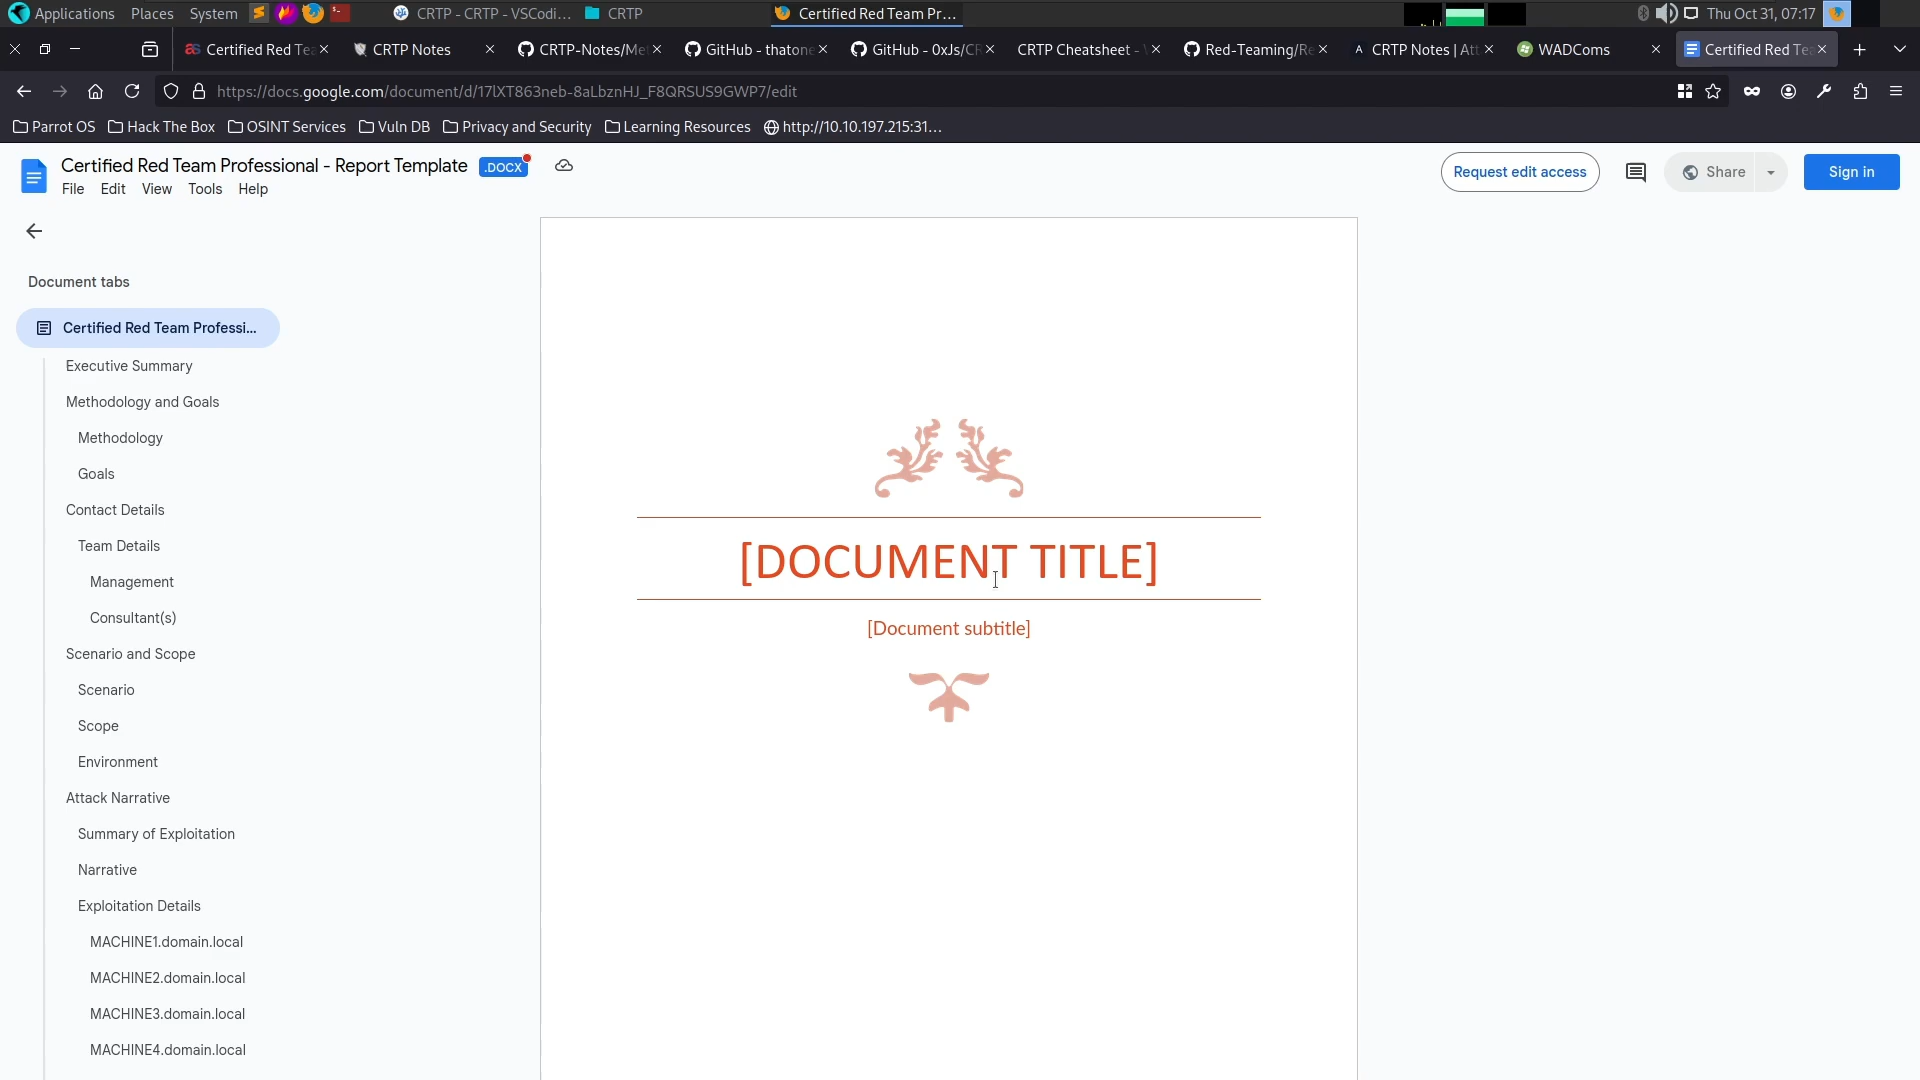 Applications Places System CRTP - CRTP - VSCodi... CRTP Certified Red Team Pr... Thu Oct 31, 07:17
Certified Red Tea CRTP Notes CRTP-Notes/Me GitHub - thatone GitHub - 0xJs/CR CRTP Cheatsheet - Red-Teaming/Re CRTP Notes | Att WADComs Certified Red Tea
https://docs.google.com/document/d/17lXT863neb-8aLbznHJ_F8QRSUS9GWP7/edit
Parrot OS Hack The Box OSINT Services Vuln DB Privacy and Security Learning Resources http://10.10.197.215:31...
Certified Red Team Professional - Report Template .DOCX
File Edit View Tools Help
Request edit access Share Sign in
Document tabs
Certified Red Team Professi...
Executive Summary
Methodology and Goals
Methodology
Goals
Contact Details
Team Details
Management
Consultant(s)
Scenario and Scope
Scenario
Scope
Environment
Attack Narrative
Summary of Exploitation
Narrative
Exploitation Details
MACHINE1.domain.local
MACHINE2.domain.local
MACHINE3.domain.local
MACHINE4.domain.local
[DOCUMENT TITLE]
[Document subtitle]